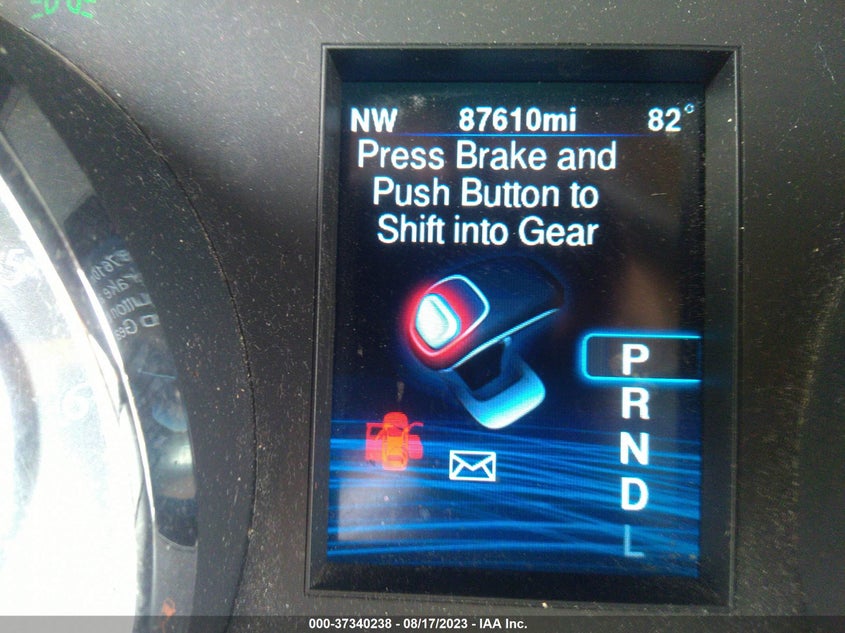 NW 87610mi 82°
Press Brake and
Push Button to
Shift into Gear
P
R
N
D
L
000-37340238 - 08/17/2023 - IAA Inc.